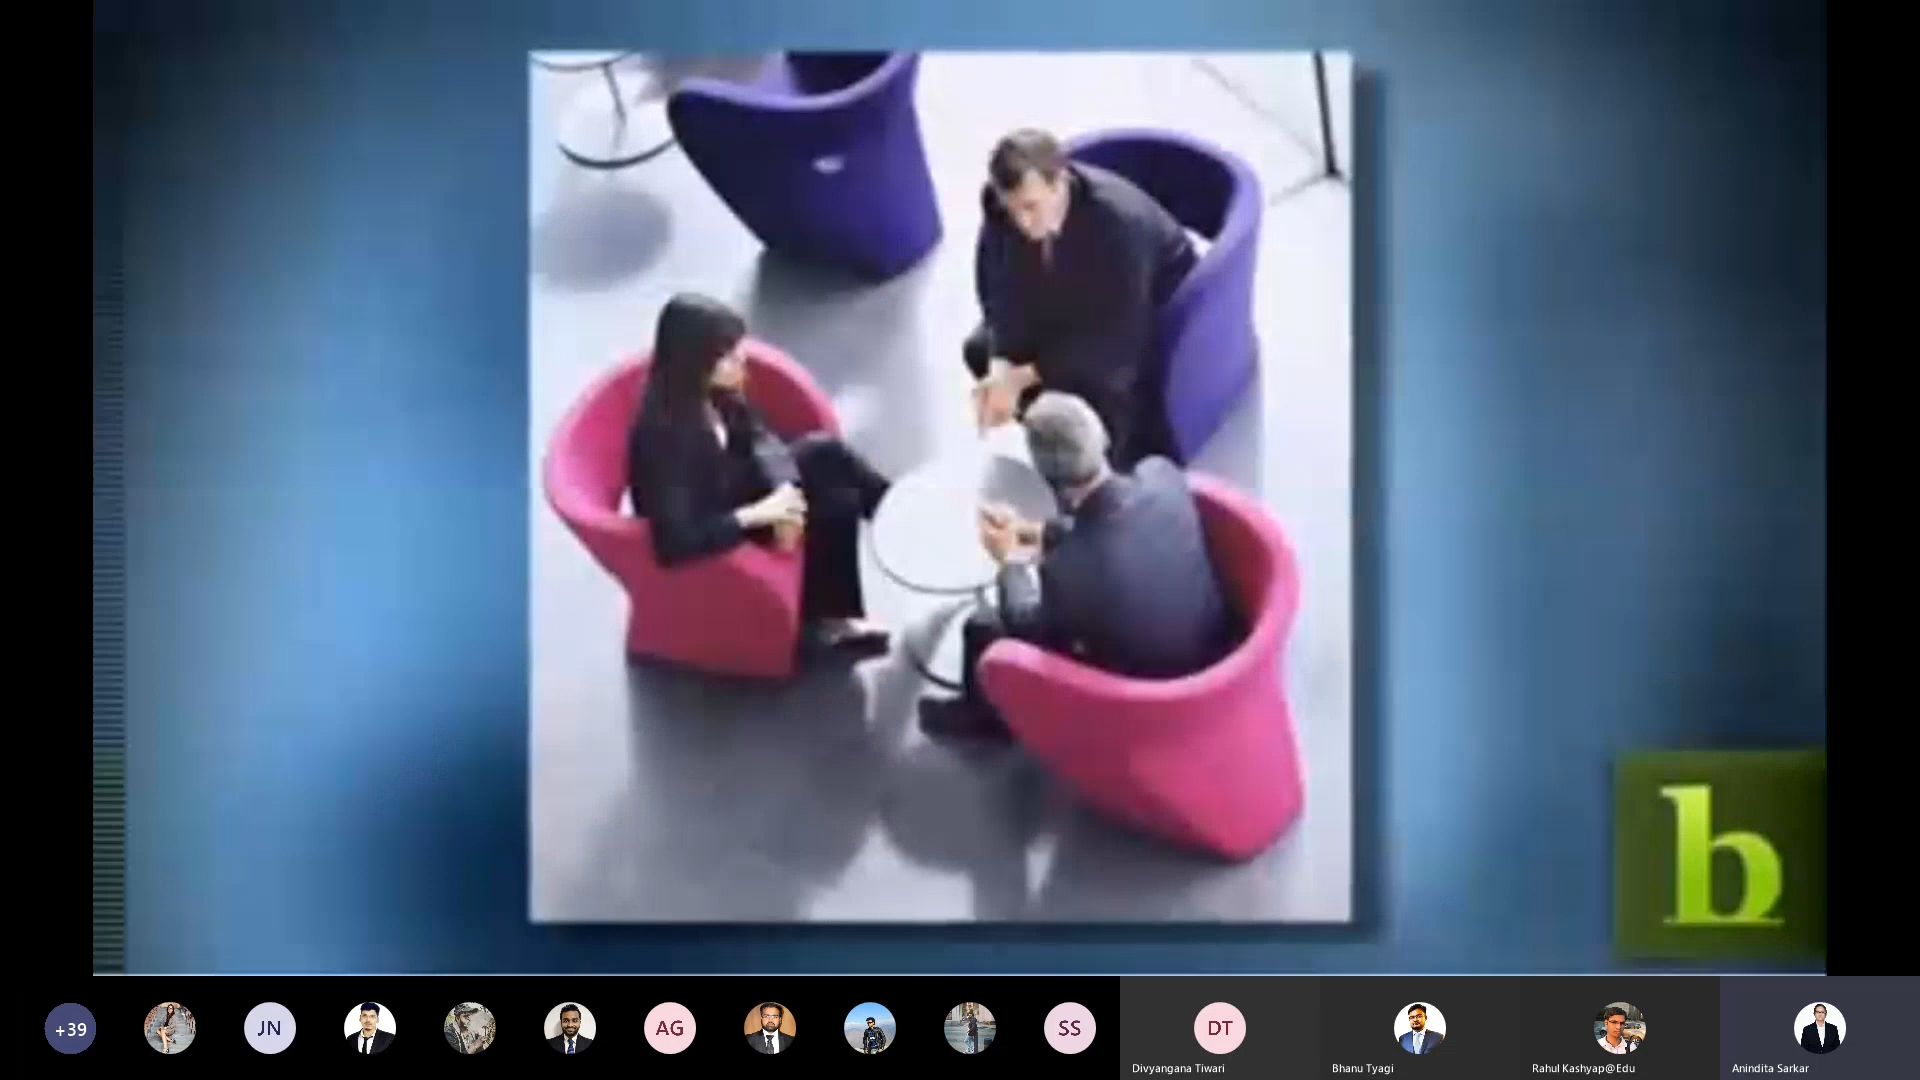 b
+39
JN
AG
SS
DT
Divyangana Tiwari
Bhanu Tyagi
Rahul Kashyap@Edu
Anindita Sarkar